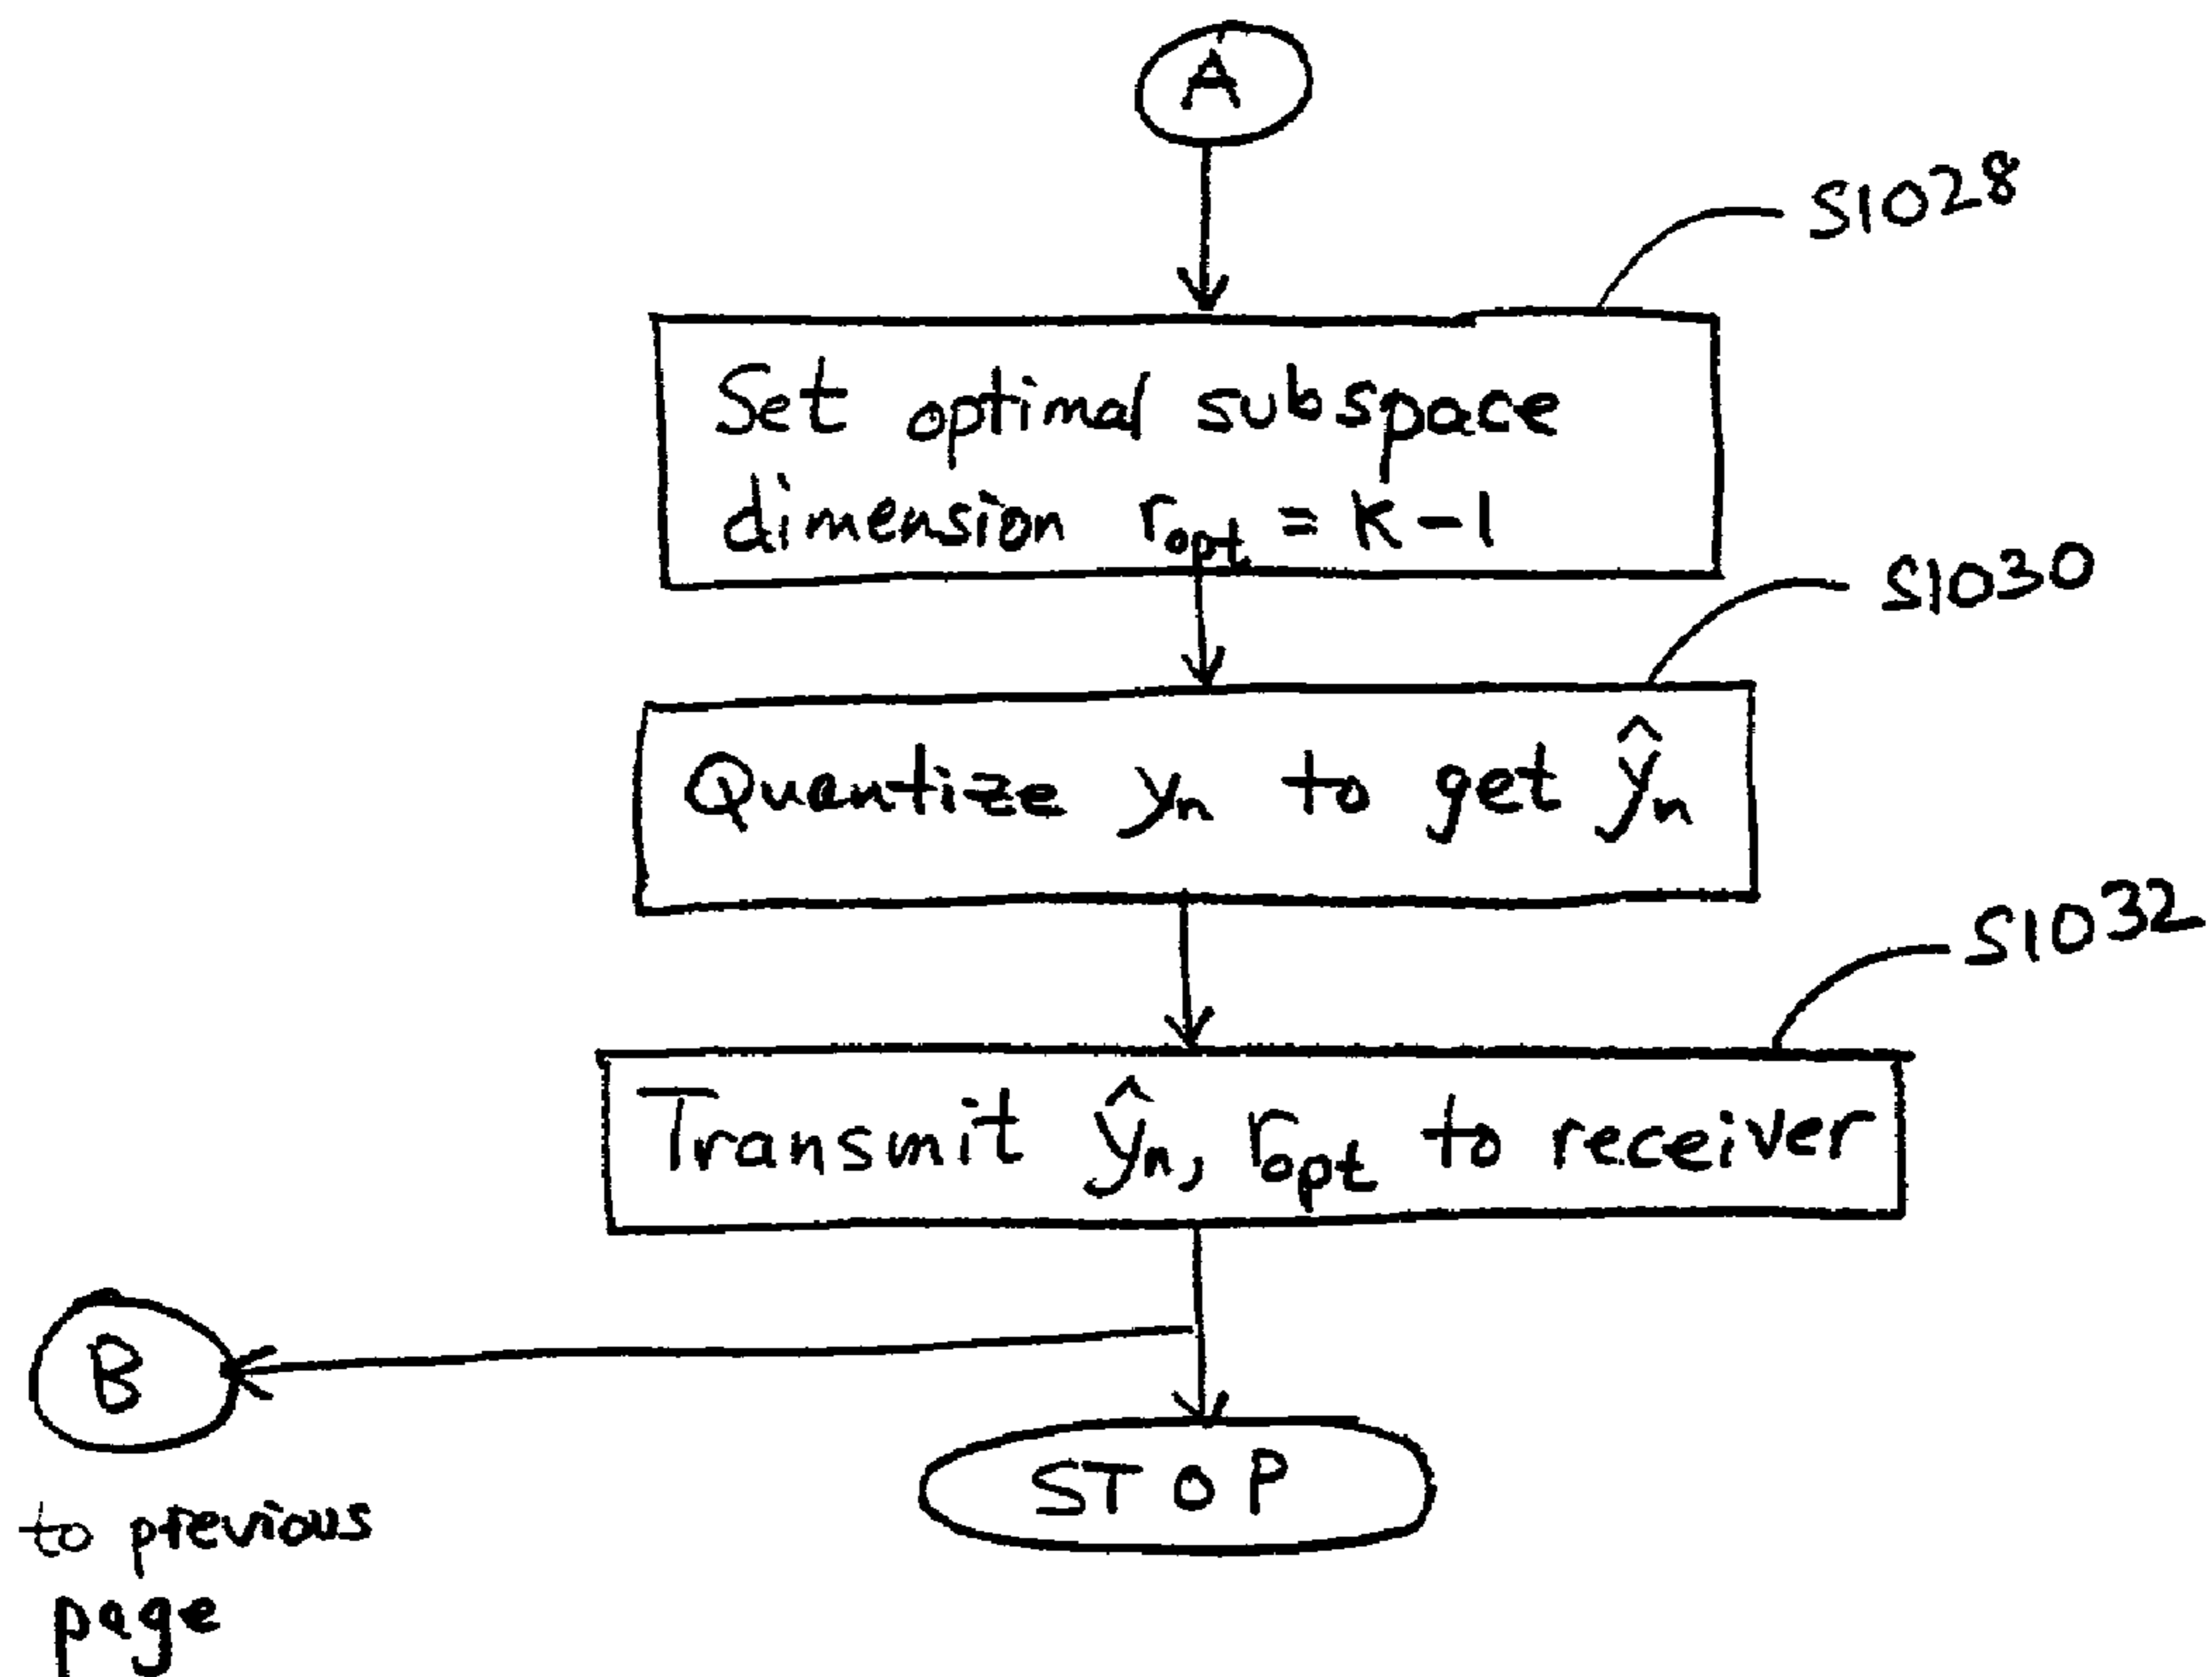 A
S1028
Set optimal subspace
dimension r_opt = K-1
S1030
Quantize y_n to get ŷ_n
S1032
Transmit ŷ_n, r_opt to receiver
B
STOP
to previous
page